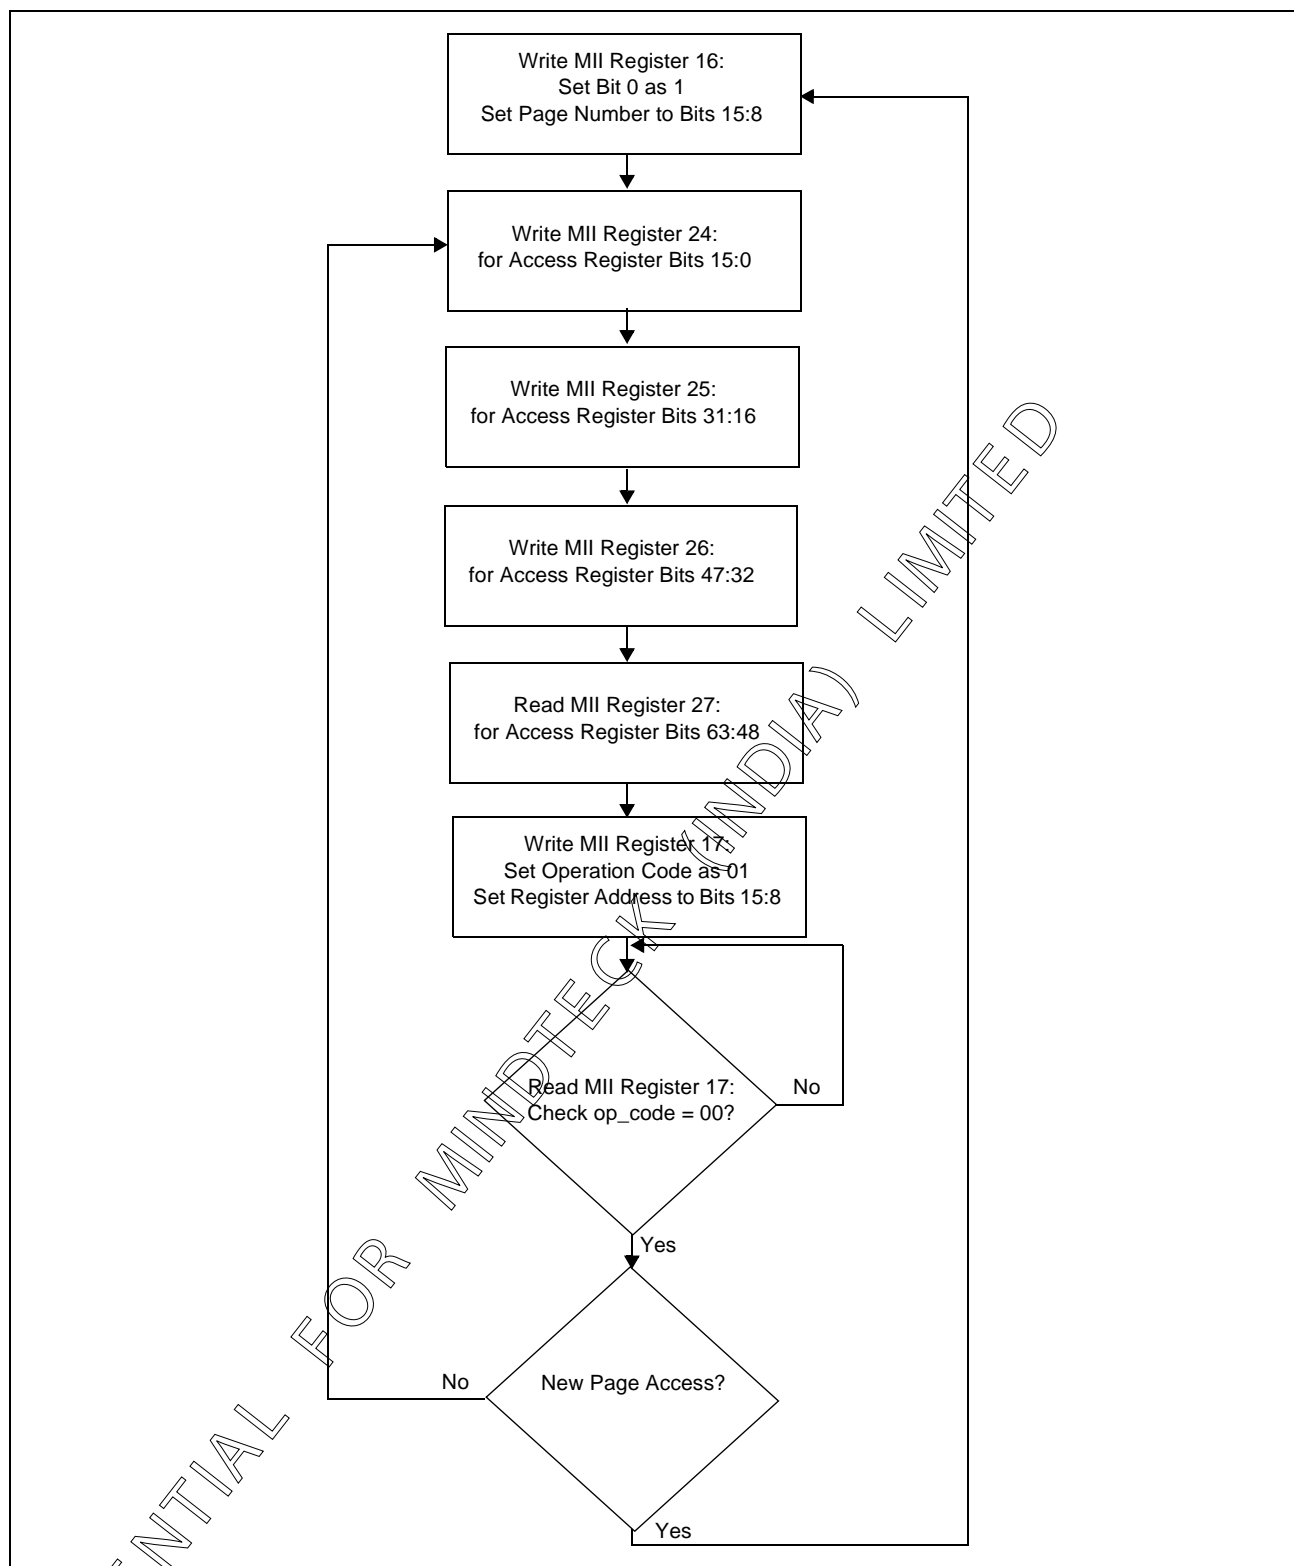 Write MII Register 16:
Set Bit 0 as 1
Set Page Number to Bits 15:8
Write MII Register 24:
for Access Register Bits 15:0
Write MII Register 25:
for Access Register Bits 31:16
Write MII Register 26:
for Access Register Bits 47:32
Read MII Register 27:
for Access Register Bits 63:48
Write MII Register 17:
Set Operation Code as 01
Set Register Address to Bits 15:8
Read MII Register 17:
Check op_code = 00?
No
Yes
New Page Access?
No
Yes
ENTIAL FOR MINDTECK (INDIA) LIMITED